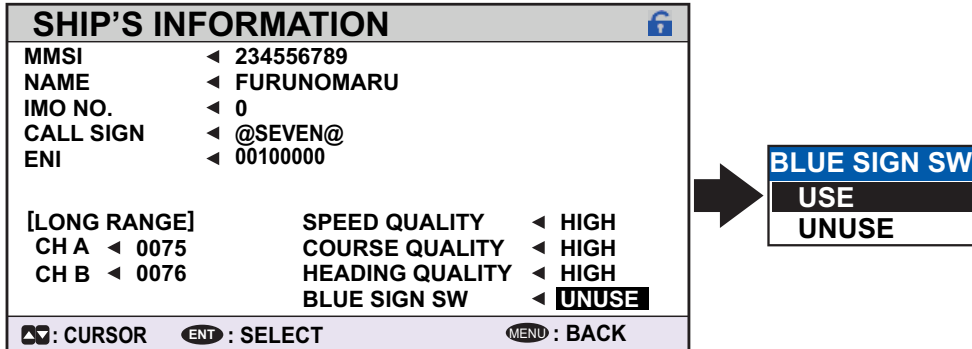 SHIP'S INFORMATION
MMSI ◄ 234556789
NAME ◄ FURUNOMARU
IMO NO. ◄ 0
CALL SIGN ◄ @SEVEN@
ENI ◄ 00100000
[LONG RANGE]
CH A ◄ 0075
CH B ◄ 0076
SPEED QUALITY ◄ HIGH
COURSE QUALITY ◄ HIGH
HEADING QUALITY ◄ HIGH
BLUE SIGN SW ◄ UNUSE
▲▼: CURSOR ENT : SELECT MENU : BACK
BLUE SIGN SW
USE
UNUSE